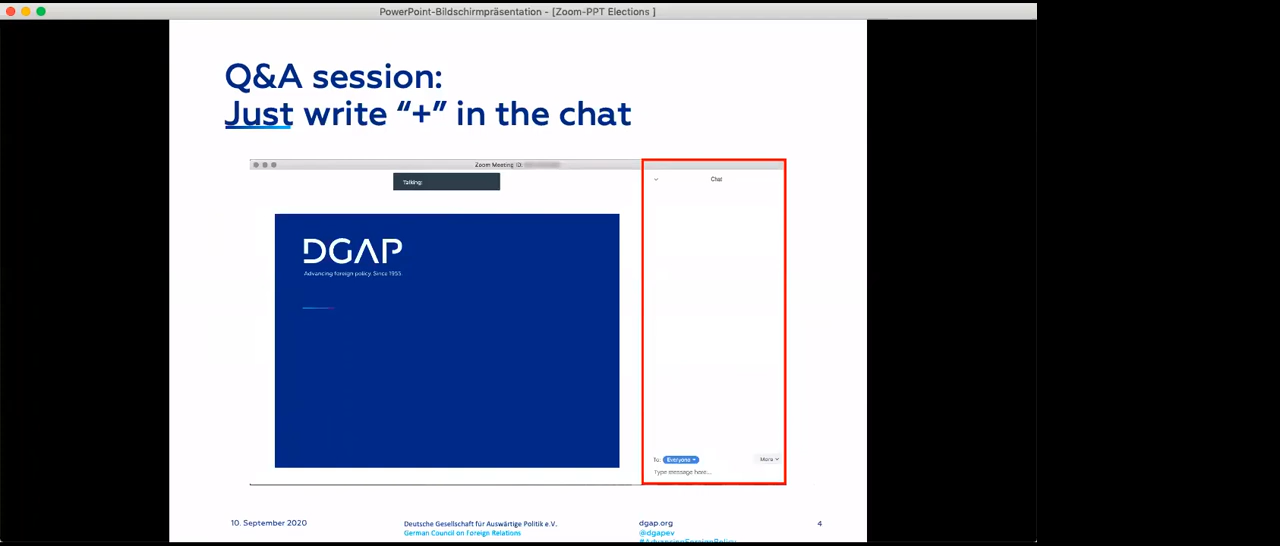 PowerPoint-Bildschirmpräsentation - [Zoom-PPT Elections ]
Q&A session:
Just write “+” in the chat
Zoom Meeting ID:
Talking:
Chat
DGAP
Advancing foreign policy. Since 1955.
To: Everyone
More
Type message here...
10. September 2020
Deutsche Gesellschaft für Auswärtige Politik e.V.
German Council on Foreign Relations
dgap.org
@dgapev
#AdvancingForeignPolicy
4